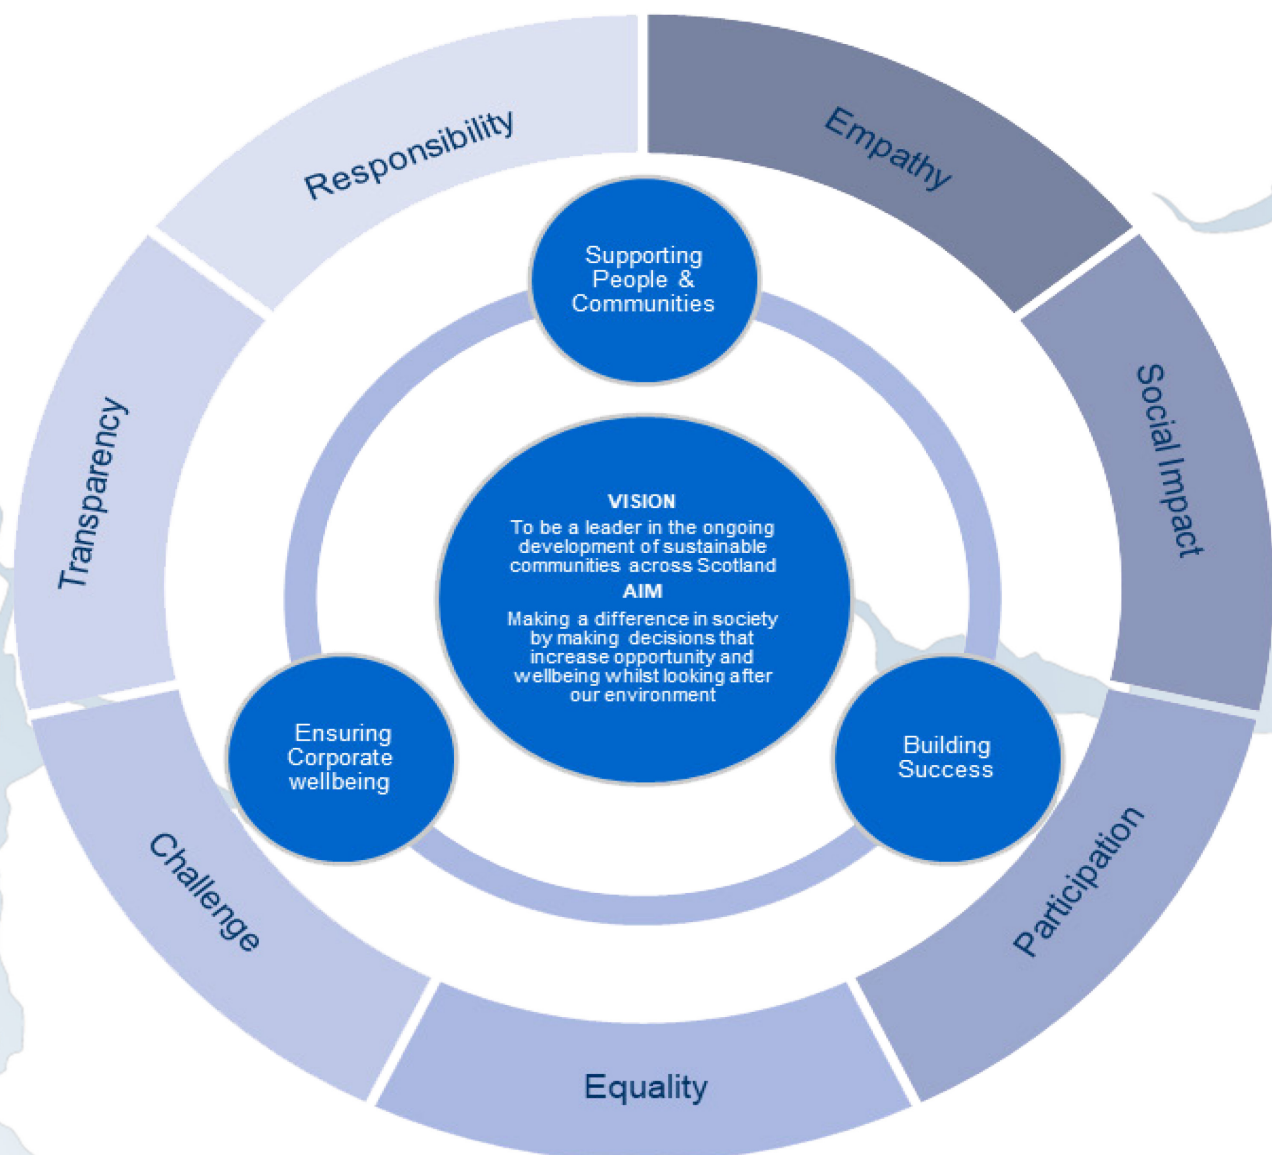 Responsibility
Empathy
Supporting
People &
Communities
Social Impact
Transparency
VISION
To be a leader in the ongoing
development of sustainable
communities across Scotland
AIM
Making a difference in society
by making decisions that
increase opportunity and
wellbeing whilst looking after
our environment
Ensuring
Corporate
wellbeing
Building
Success
Challenge
Participation
Equality